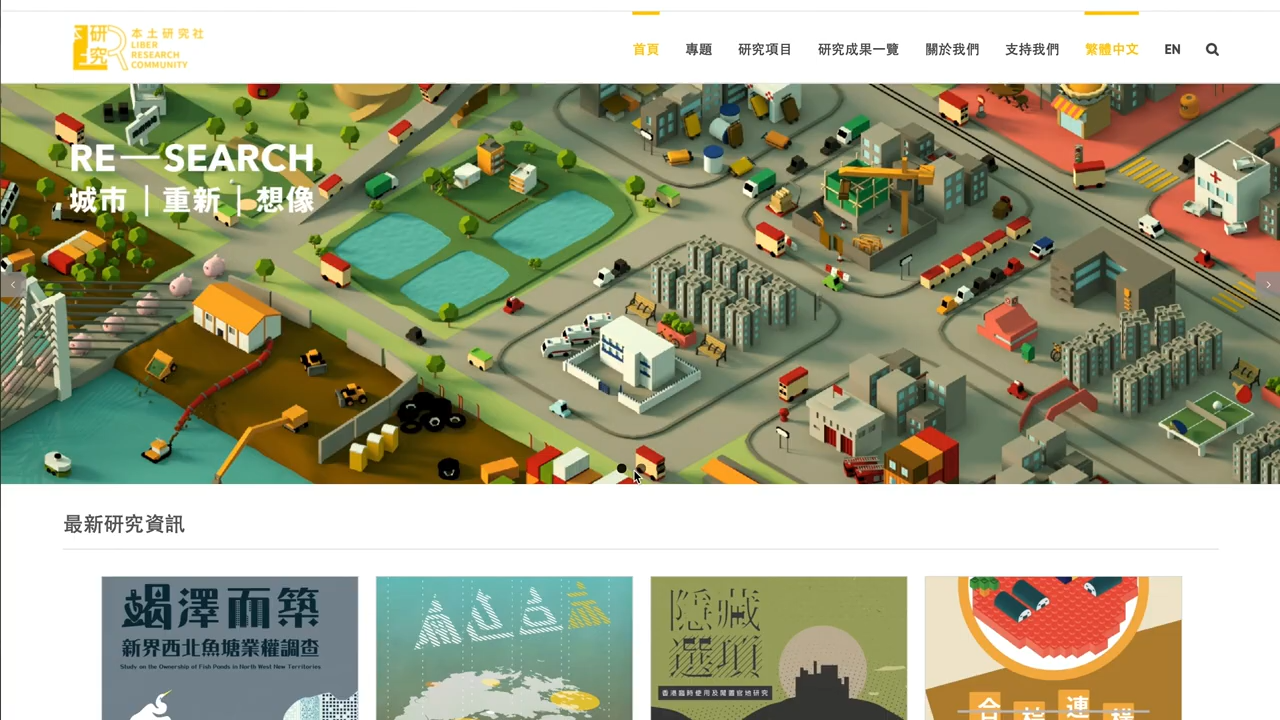 本土研究社
LIBER
RESEARCH
COMMUNITY
首頁 專題 研究項目 研究成果一覽 關於我們 支持我們 繁體中文 EN
RE—SEARCH
城市｜重新｜想像
最新研究資訊
竭澤而築
新界西北魚塘業權調查
Study on the Ownership of Fish Ponds in North West New Territories
隱藏
選項
香港臨時使用及閒置官地研究